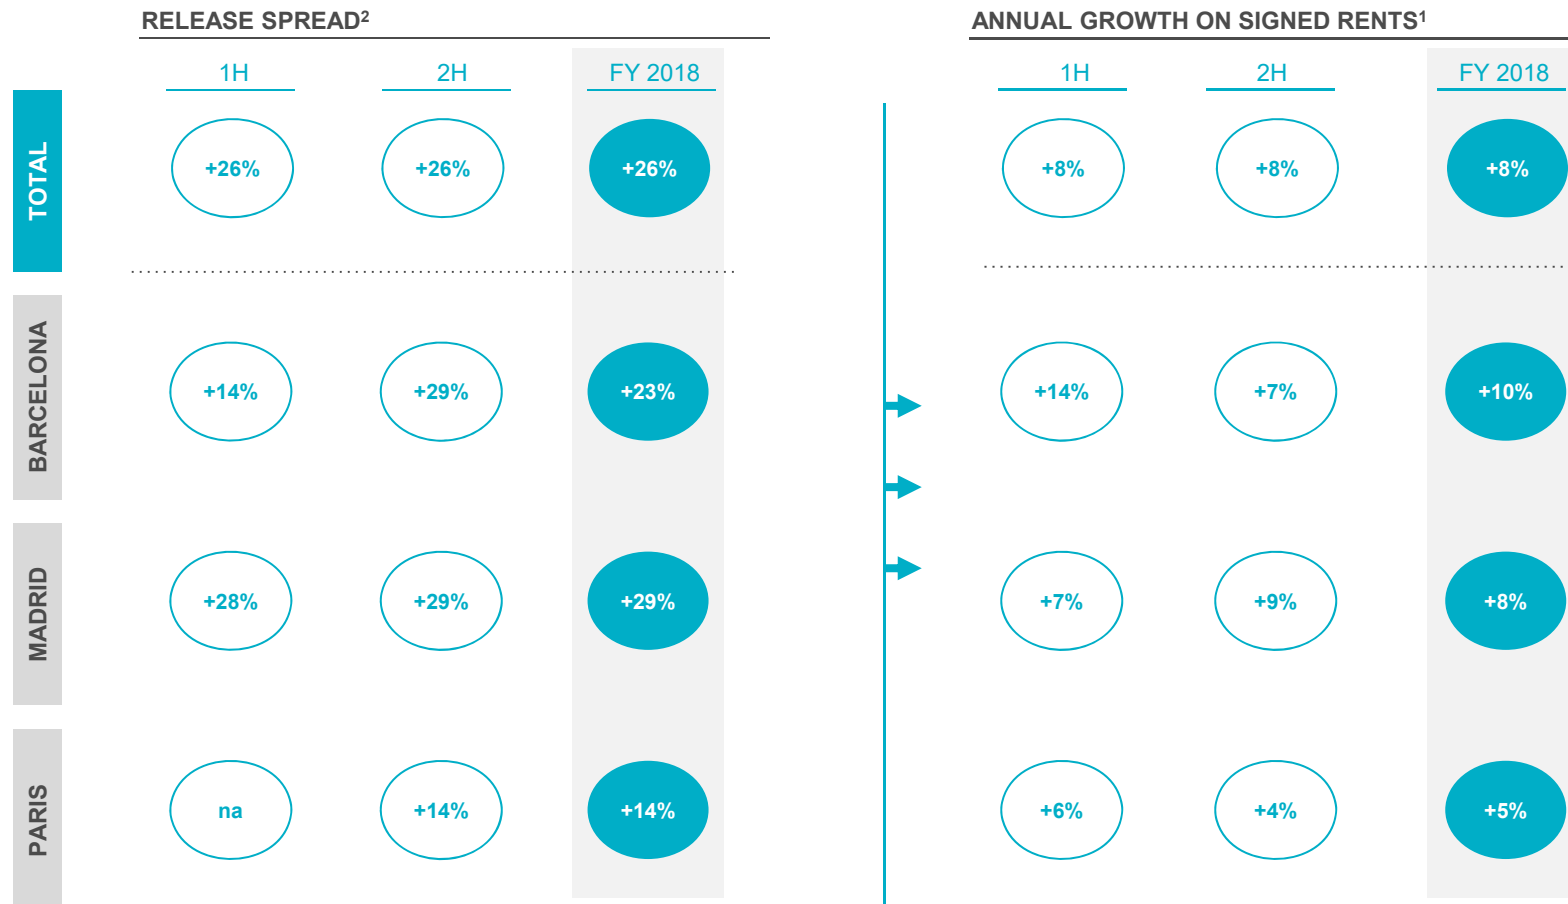 RELEASE SPREAD² ANNUAL GROWTH ON SIGNED RENTS¹
1H 2H FY 2018 1H 2H FY 2018
TOTAL +26% +26% +26% +8% +8% +8%
BARCELONA +14% +29% +23% +14% +7% +10%
MADRID +28% +29% +29% +7% +9% +8%
PARIS na +14% +14% +6% +4% +5%